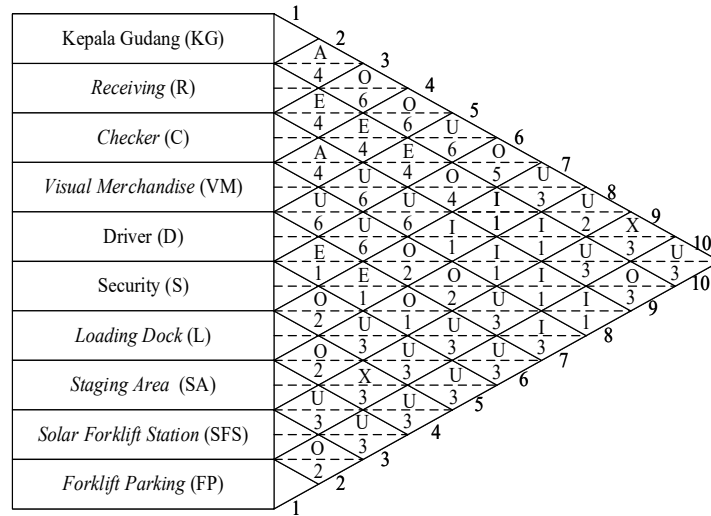 1
Kepala Gudang (KG) 2
A 3
4 O 4
Receiving (R)
E 6 O 5
4 E 6 U 6
Checker (C)
A 4 E 6 O 7
4 U 4 O 5 U 8
Visual Merchandise (VM)
U 6 U 4 I 3 U 9
6 U 6 I 1 I 2 X 10
Driver (D)
E 6 O 1 I 1 U 3 U
1 E 2 O 1 I 3 O 3 10
Security (S)
O 1 O 2 U 1 I 3 9
2 U 1 U 3 I 1 8
Loading Dock (L)
O 3 U 3 U 3 7
2 X 3 U 3 6
Staging Area (SA)
U 3 U 3 5
3 U 3 4
Solar Forklift Station (SFS)
O 3 3
2 2
Forklift Parking (FP)
1